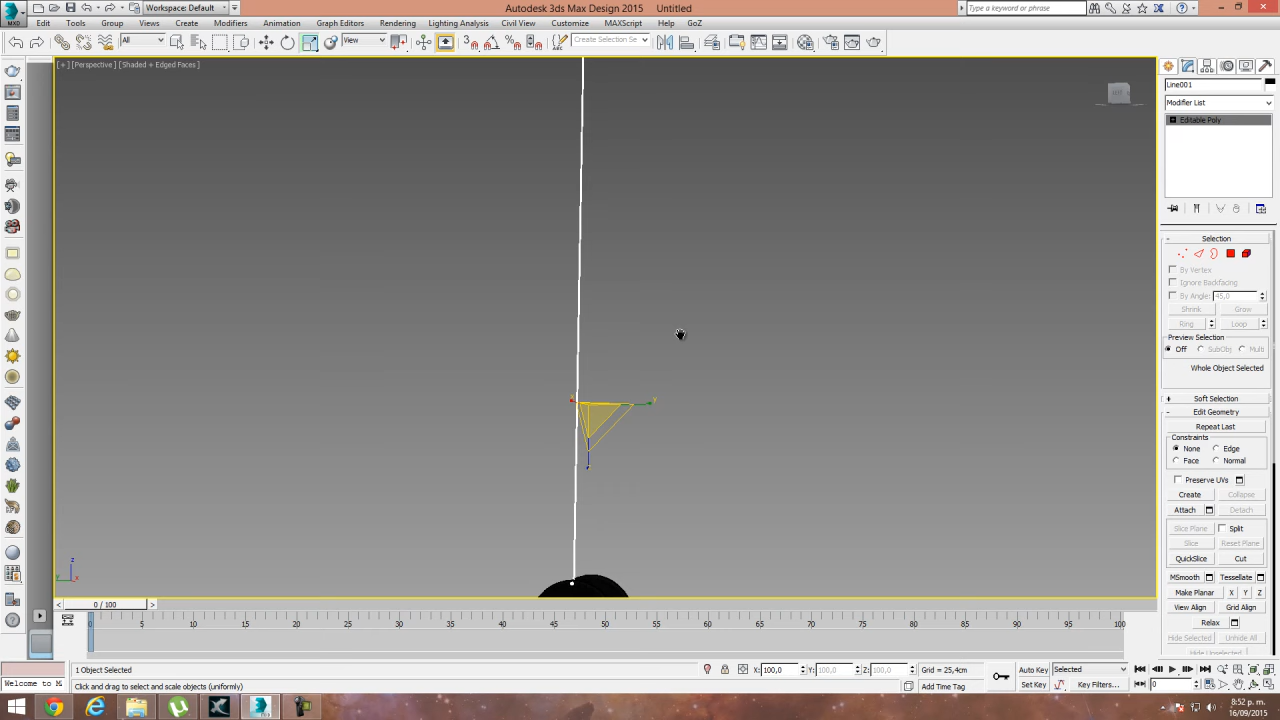 Workspace: Default
Autodesk 3ds Max Design 2015   Untitled
Type a keyword or phrase
MXD
Edit Tools Group Views Create Modifiers Animation Graph Editors Rendering Lighting Analysis Civil View Customize MAXScript Help GoZ
All
View
Create Selection Se
[+] [Perspective] [Shaded + Edged Faces]
Line001
Modifier List
Editable Poly
Selection
By Vertex
Ignore Backfacing
By Angle: 45,0
Shrink Grow
Ring Loop
Preview Selection
Off SubObj Multi
Whole Object Selected
Soft Selection
Edit Geometry
Repeat Last
Constraints
None Edge
Face Normal
Preserve UVs
Create Collapse
Attach Detach
Slice Plane Split
Slice Reset Plane
QuickSlice Cut
MSmooth Tessellate
Make Planar X Y Z
View Align Grid Align
Relax
Hide Selected Unhide All
Hide Unselected
x
y
z
y
x
0 / 100
0 5 10 15 20 25 30 35 40 45 50 55 60 65 70 75 80 85 90 95 100
1 Object Selected
X: 100,0 Y: 100,0 Z: 100,0
Grid = 25,4cm
Auto Key Selected
Welcome to M
Click and drag to select and scale objects (uniformly)
Add Time Tag
Set Key Key Filters...
0
8:52 p. m.
16/09/2015